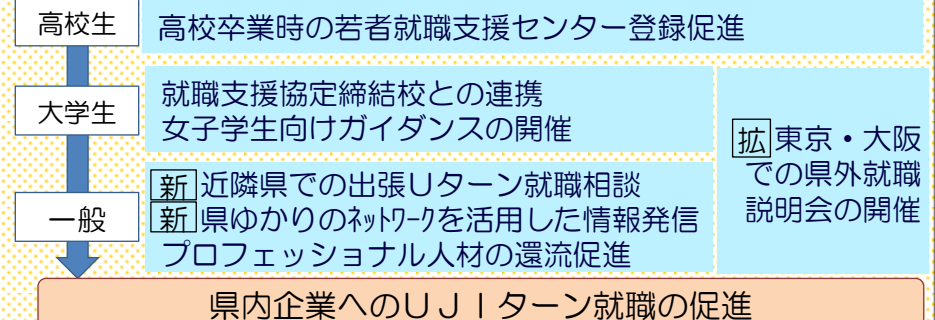 高校生
高校卒業時の若者就職支援センター登録促進
大学生
就職支援協定締結校との連携
女子学生向けガイダンスの開催
一般
新 近隣県での出張Uターン就職相談
新 県ゆかりのﾈｯﾄﾜｰｸを活用した情報発信
プロフェッショナル人材の還流促進
拡 東京・大阪
での県外就職
説明会の開催
県内企業へのＵＪＩターン就職の促進